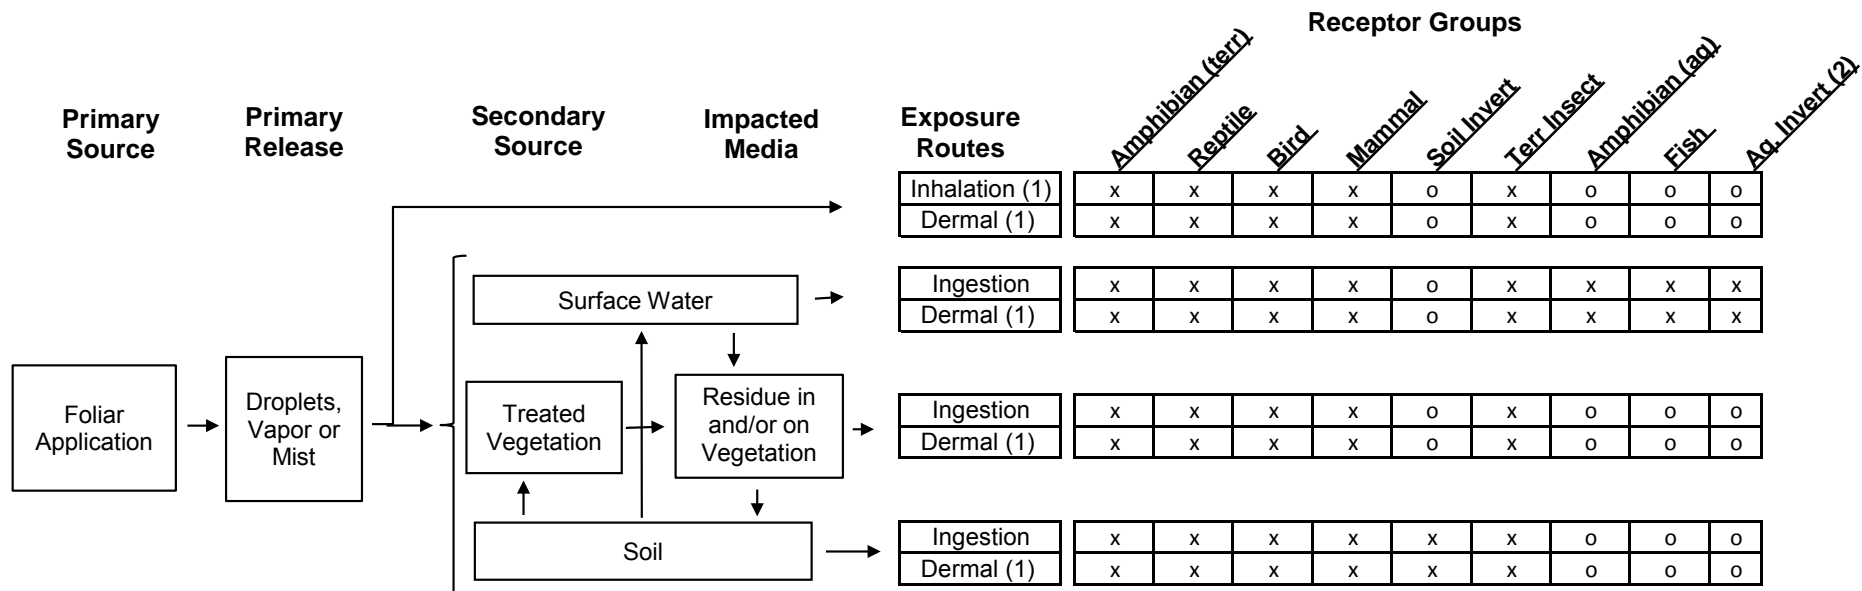 Receptor Groups
Primary Source
Primary Release
Secondary Source
Impacted Media
Exposure Routes
Amphibian (terr)
Reptile
Bird
Mammal
Soil Invert
Terr Insect
Amphibian (aq)
Fish
Aq. Invert (2)
Inhalation (1) x x x x o x o o o
Dermal (1) x x x x o x o o o
Surface Water
Ingestion x x x x o x x x x
Dermal (1) x x x x o x x x x
Foliar
Application
Droplets,
Vapor or
Mist
Treated
Vegetation
Residue in
and/or on
Vegetation
Ingestion x x x x o x o o o
Dermal (1) x x x x o x o o o
Soil
Ingestion x x x x x x o o o
Dermal (1) x x x x x x o o o